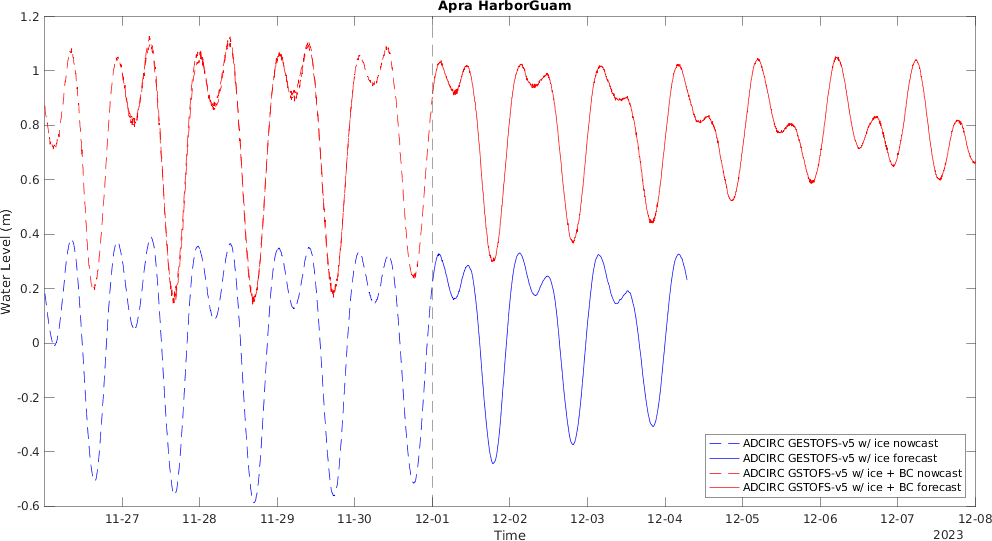 Apra HarborGuam
1.2
1
0.8
0.6
0.4
0.2
0
-0.2
-0.4
-0.6
Water Level (m)
11-27 11-28 11-29 11-30 12-01 12-02 12-03 12-04 12-05 12-06 12-07 12-08
Time
2023
ADCIRC GESTOFS-v5 w/ ice nowcast
ADCIRC GESTOFS-v5 w/ ice forecast
ADCIRC GSTOFS-v5 w/ ice + BC nowcast
ADCIRC GSTOFS-v5 w/ ice + BC forecast